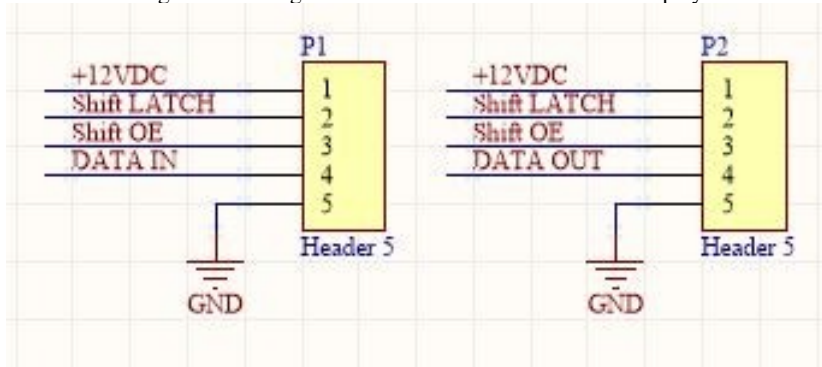 P1
+12VDC
1
Shift LATCH
2
Shift OE
3
DATA IN
4
5
Header 5
GND
P2
+12VDC
1
Shift LATCH
2
Shift OE
3
DATA OUT
4
5
Header 5
GND